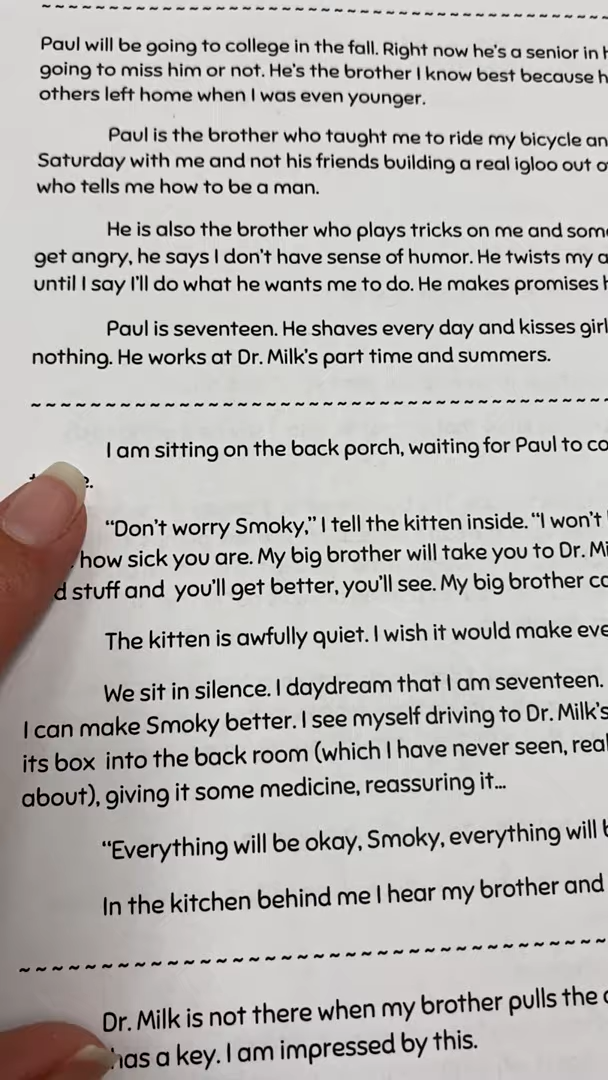 Paul will be going to college in the fall. Right now he's a senior in
going to miss him or not. He's the brother I know best because
others left home when I was even younger.
Paul is the brother who taught me to ride my bicycle
Saturday with me and not his friends building a real igloo out
who tells me how to be a man.
He is also the brother who plays tricks on me and
get angry, he says I don't have sense of humor. He twists my
until I say I'll do what he wants me to do. He makes promises
Paul is seventeen. He shaves every day and kisses
nothing. He works at Dr. Milk's part time and summers.
I am sitting on the back porch, waiting for Paul to
"Don't worry Smoky," I tell the kitten inside. "I won't
how sick you are. My big brother will take you to Dr.
stuff and you'll get better, you'll see. My big brother
The kitten is awfully quiet. I wish it would make
We sit in silence. I daydream that I am seventeen.
I can make Smoky better. I see myself driving to Dr. Milk's
its box into the back room (which I have never seen,
about), giving it some medicine, reassuring it...
"Everything will be okay, Smoky, everything will
In the kitchen behind me I hear my brother and
Dr. Milk is not there when my brother pulls the
has a key. I am impressed by this.